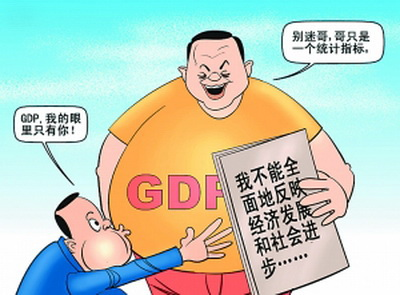 别迷哥,哥只是
一个统计指标。
GDP,我的眼
里只有你!
GDP
我不能全
面地反映
经济发展
和社会进
步……